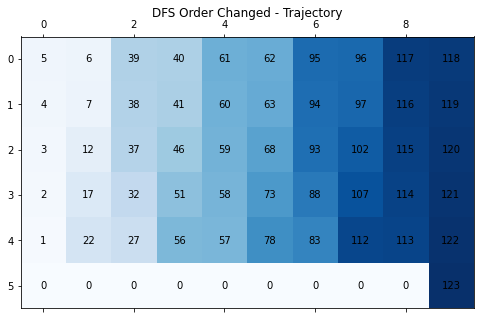 DFS Order Changed - Trajectory
0 2 4 6 8
0 5 6 39 40 61 62 95 96 117 118
1 4 7 38 41 60 63 94 97 116 119
2 3 12 37 46 59 68 93 102 115 120
3 2 17 32 51 58 73 88 107 114 121
4 1 22 27 56 57 78 83 112 113 122
5 0 0 0 0 0 0 0 0 0 123